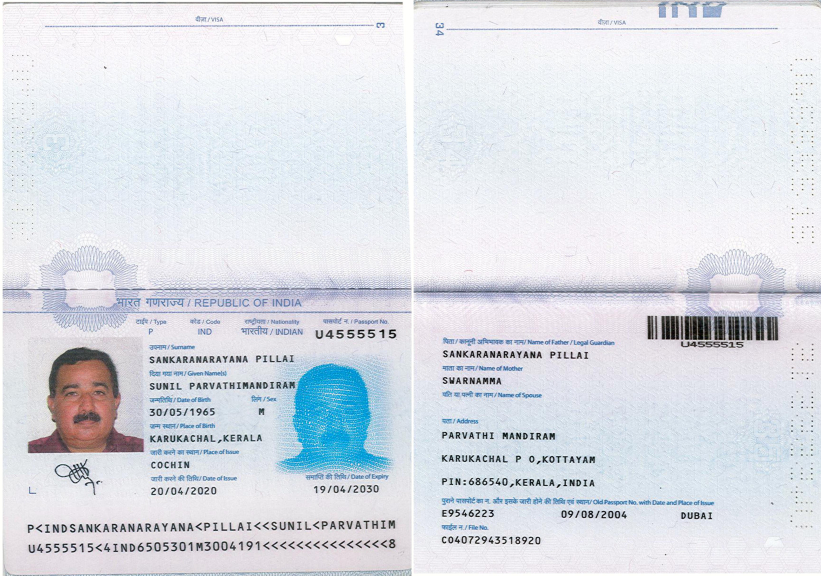 वीज़ा / VISA
3
भारत गणराज्य / REPUBLIC OF INDIA
टाईप / Type कोड / Code राष्ट्रीयता / Nationality पासपोर्ट न. / Passport No.
P IND भारतीय / INDIAN U4555515
उपनाम / Surname
SANKARANARAYANA PILLAI
दिया गया नाम / Given Name(s)
SUNIL PARVATHIMANDIRAM
जन्मतिथि / Date of Birth लिंग / Sex
30/05/1965 M
जन्म स्थान / Place of Birth
KARUKACHAL,KERALA
जारी करने का स्थान / Place of Issue
COCHIN
जारी करने की तिथि / Date of Issue समाप्ति की तिथि / Date of Expiry
20/04/2020 19/04/2030
P<INDSANKARANARAYANA<PILLAI<<SUNIL<PARVATHIM
U4555515<4IND6505301M3004191<<<<<<<<<<<<<<<8
34
वीज़ा / VISA
IND
U4555515
पिता / कानूनी अभिभावक का नाम / Name of Father / Legal Guardian
SANKARANARAYANA PILLAI
माता का नाम / Name of Mother
SWARNAMMA
पति या पत्नी का नाम / Name of Spouse
पता / Address
PARVATHI MANDIRAM
KARUKACHAL P O,KOTTAYAM
PIN:686540,KERALA,INDIA
पुराने पासपोर्ट का न. और इसके जारी होने की तिथि एवं स्थान / Old Passport No. with Date and Place of Issue
E9546223 09/08/2004 DUBAI
फाईल न. / File No.
CO4072943518920